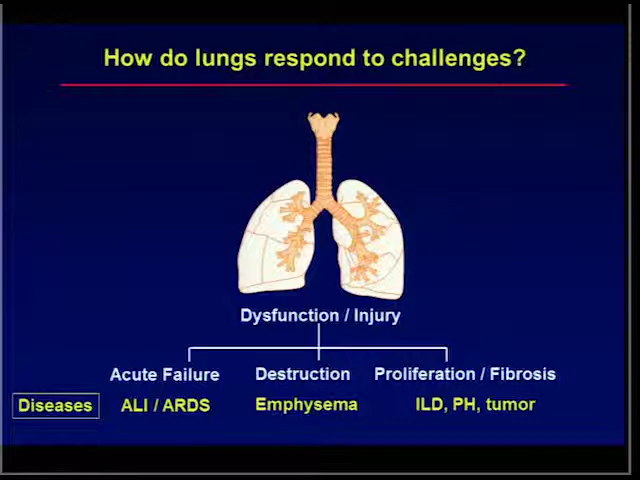 How do lungs respond to challenges?
Dysfunction / Injury
Acute Failure Destruction Proliferation / Fibrosis
Diseases ALI / ARDS Emphysema ILD, PH, tumor